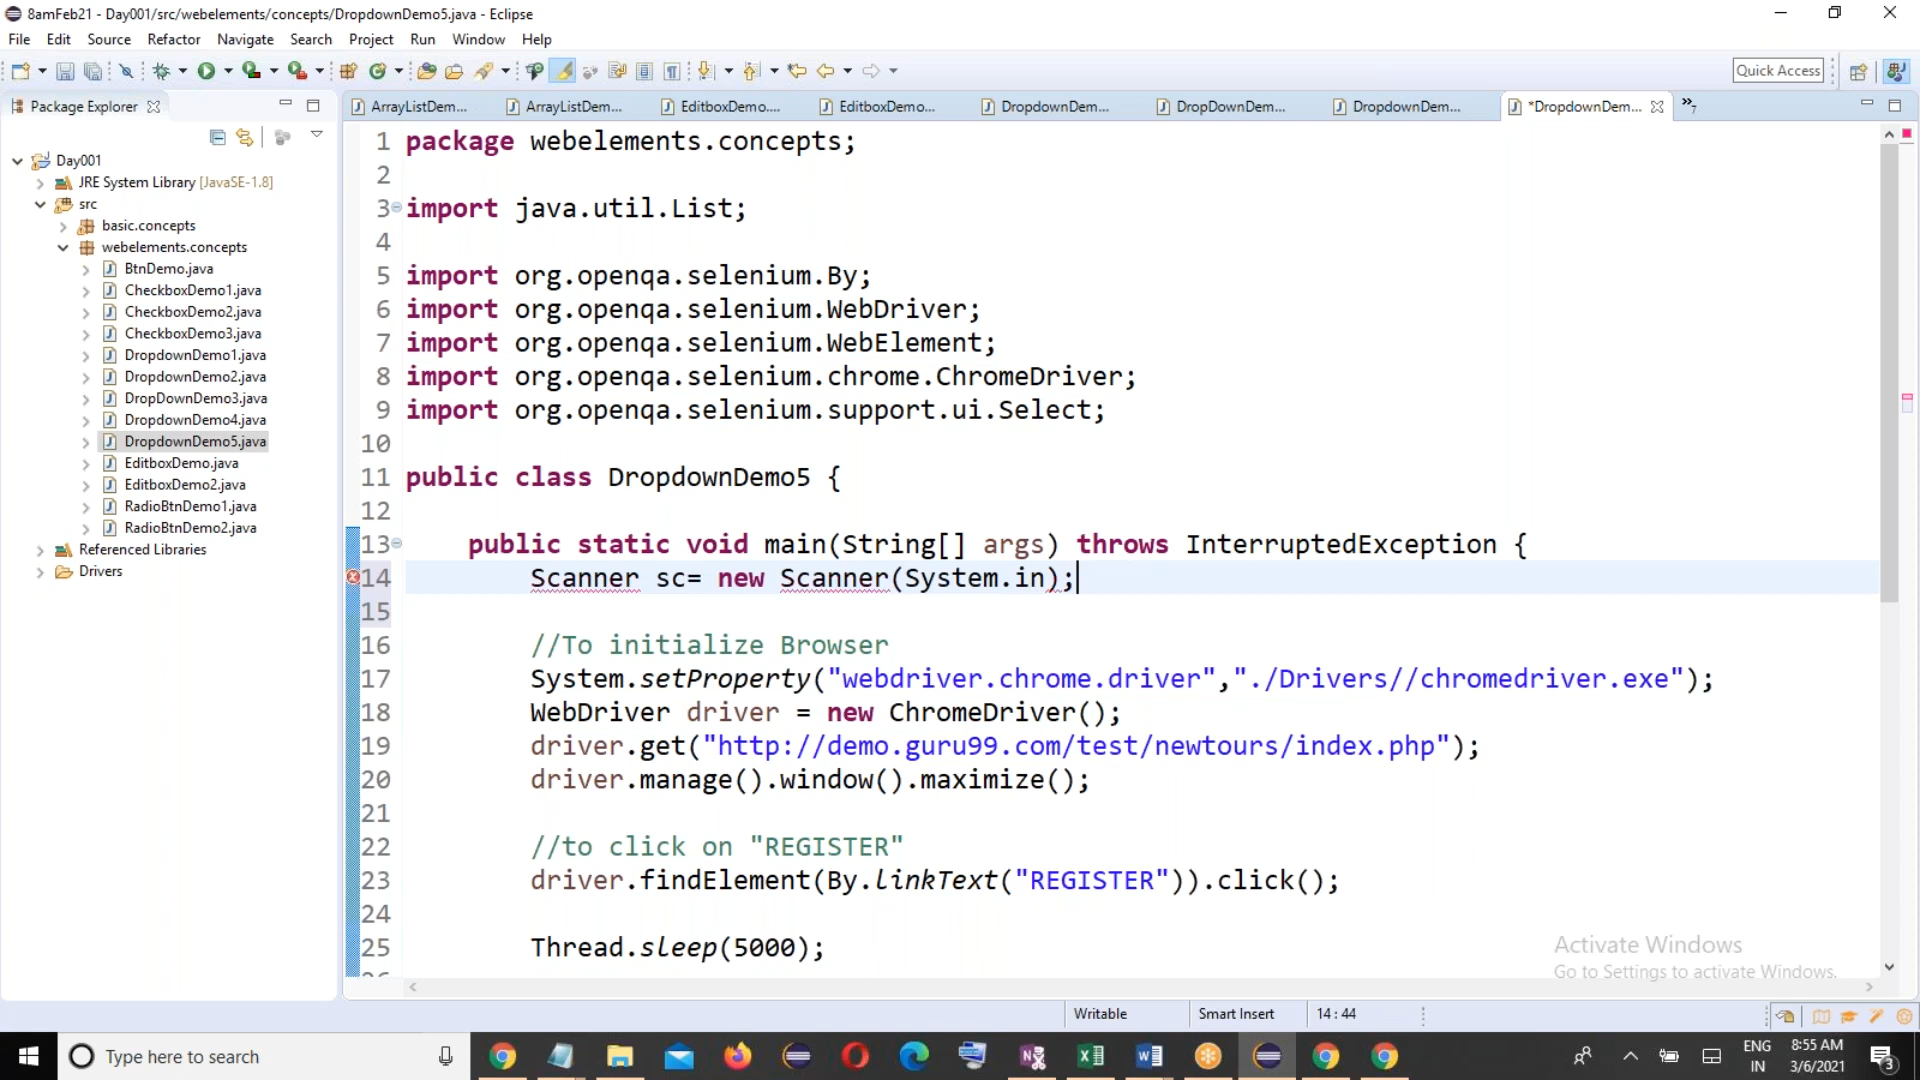 8amFeb21 - Day001/src/webelements/concepts/DropdownDemo5.java - Eclipse
File Edit Source Refactor Navigate Search Project Run Window Help
Quick Access
Package Explorer
ArrayListDem... ArrayListDem... EditboxDemo.... EditboxDemo... DropdownDem... DropDownDem... DropdownDem... *DropdownDem... »7
Day001
JRE System Library [JavaSE-1.8]
src
basic.concepts
webelements.concepts
BtnDemo.java
CheckboxDemo1.java
CheckboxDemo2.java
CheckboxDemo3.java
DropdownDemo1.java
DropdownDemo2.java
DropDownDemo3.java
DropdownDemo4.java
DropdownDemo5.java
EditboxDemo.java
EditboxDemo2.java
RadioBtnDemo1.java
RadioBtnDemo2.java
Referenced Libraries
Drivers
1 package webelements.concepts;
2
3 import java.util.List;
4
5 import org.openqa.selenium.By;
6 import org.openqa.selenium.WebDriver;
7 import org.openqa.selenium.WebElement;
8 import org.openqa.selenium.chrome.ChromeDriver;
9 import org.openqa.selenium.support.ui.Select;
10
11 public class DropdownDemo5 {
12
13 public static void main(String[] args) throws InterruptedException {
14 Scanner sc= new Scanner(System.in);
15
16 //To initialize Browser
17 System.setProperty("webdriver.chrome.driver","./Drivers//chromedriver.exe");
18 WebDriver driver = new ChromeDriver();
19 driver.get("http://demo.guru99.com/test/newtours/index.php");
20 driver.manage().window().maximize();
21
22 //to click on "REGISTER"
23 driver.findElement(By.linkText("REGISTER")).click();
24
25 Thread.sleep(5000);
Activate Windows
Go to Settings to activate Windows.
Writable Smart Insert 14 : 44
Type here to search
ENG
IN
8:55 AM
3/6/2021
3